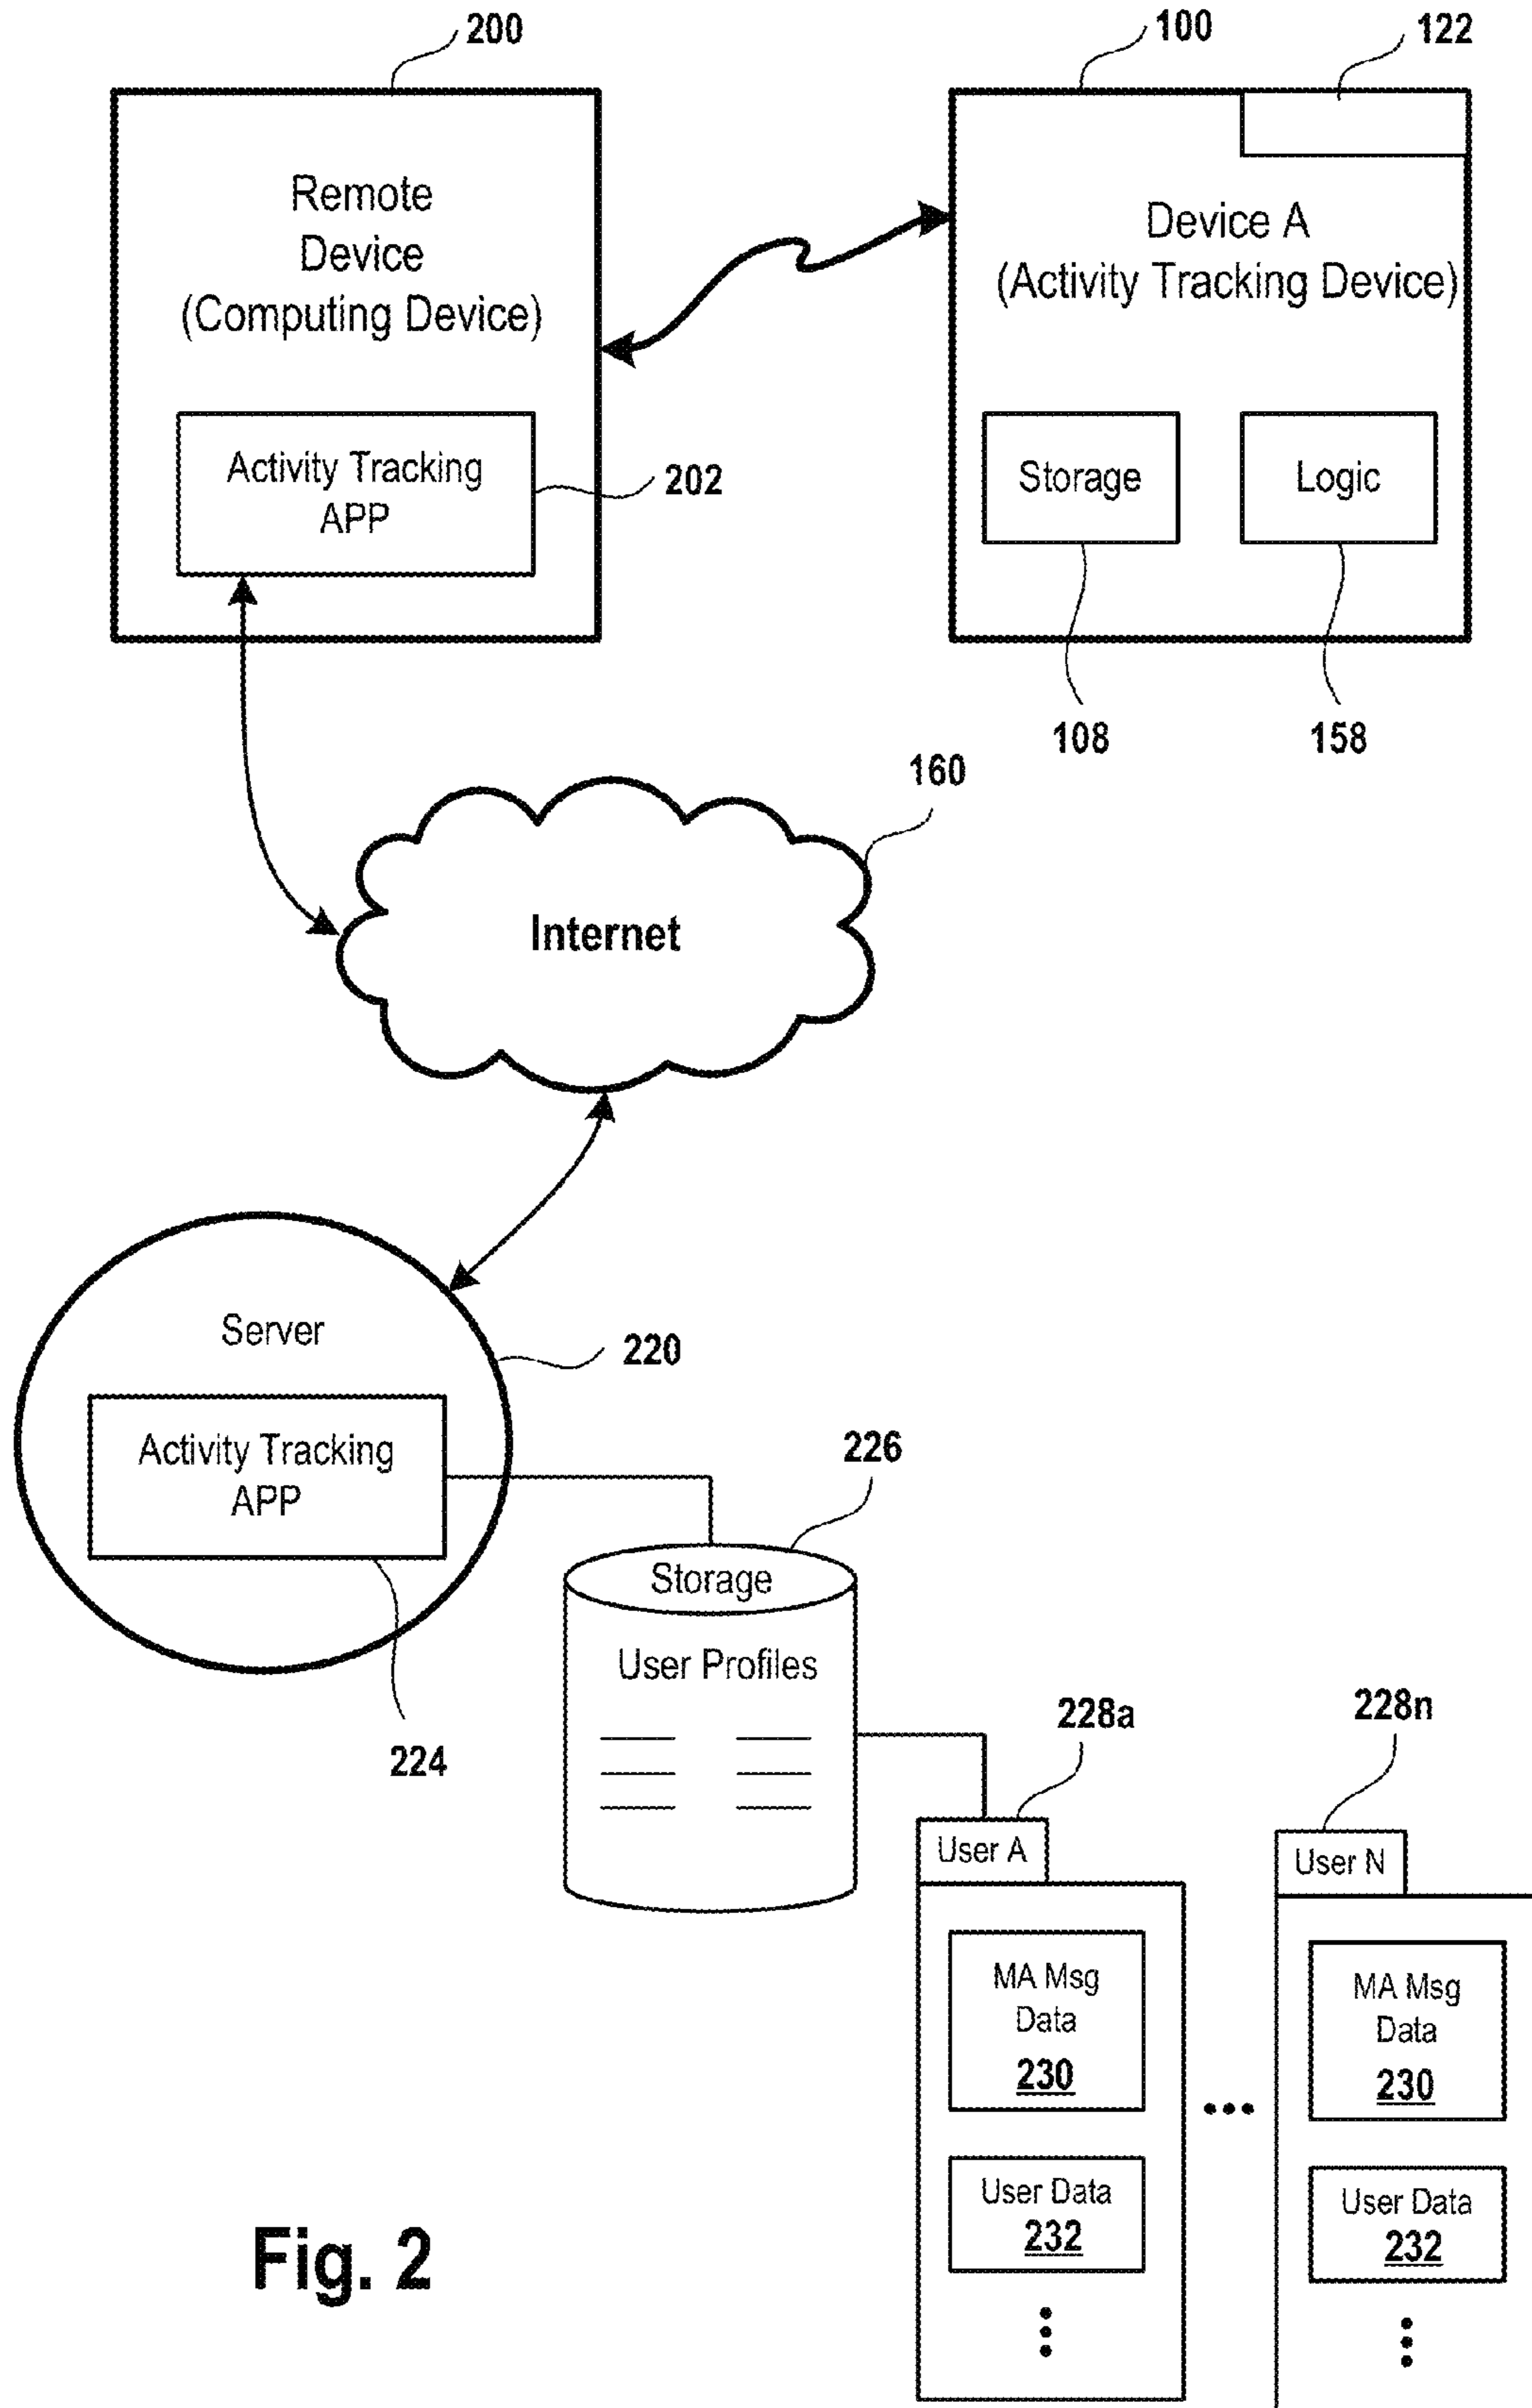 200
100
122
Remote
Device
(Computing Device)
Device A
(Activity Tracking Device)
Activity Tracking
APP
202
Storage
Logic
108
158
160
Internet
Server
220
Activity Tracking
APP
224
226
Storage
User Profiles
228a
228n
User A
User N
MA Msg
Data
230
MA Msg
Data
230
User Data
232
User Data
232
Fig. 2